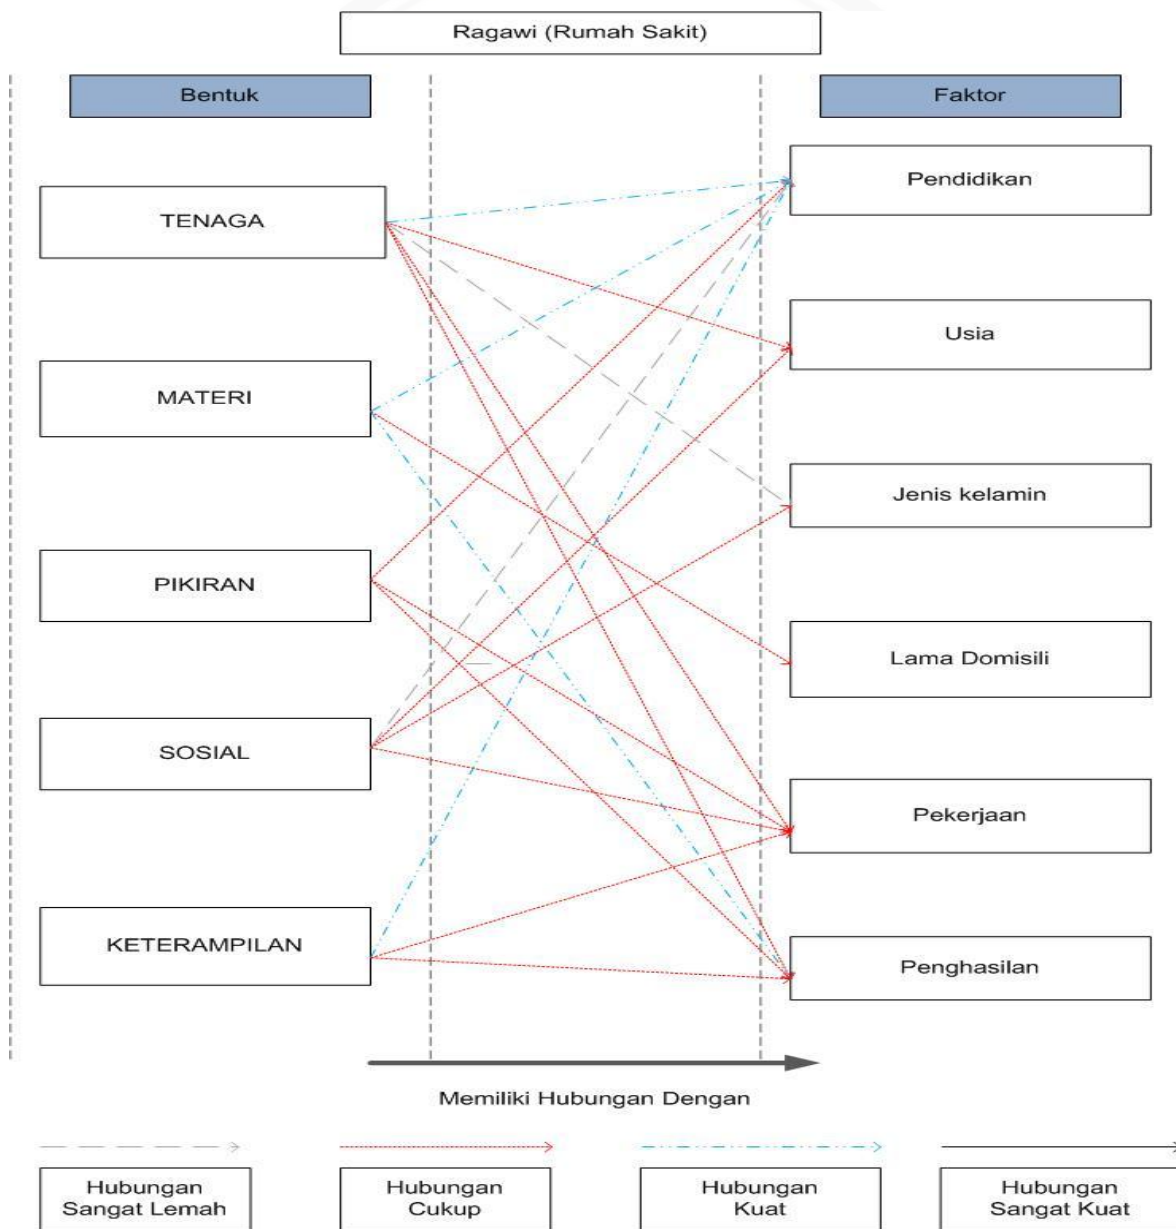 Ragawi (Rumah Sakit)
Bentuk
Faktor
TENAGA
MATERI
PIKIRAN
SOSIAL
KETERAMPILAN
Pendidikan
Usia
Jenis kelamin
Lama Domisili
Pekerjaan
Penghasilan
Memiliki Hubungan Dengan
Hubungan
Sangat Lemah
Hubungan
Cukup
Hubungan
Kuat
Hubungan
Sangat Kuat